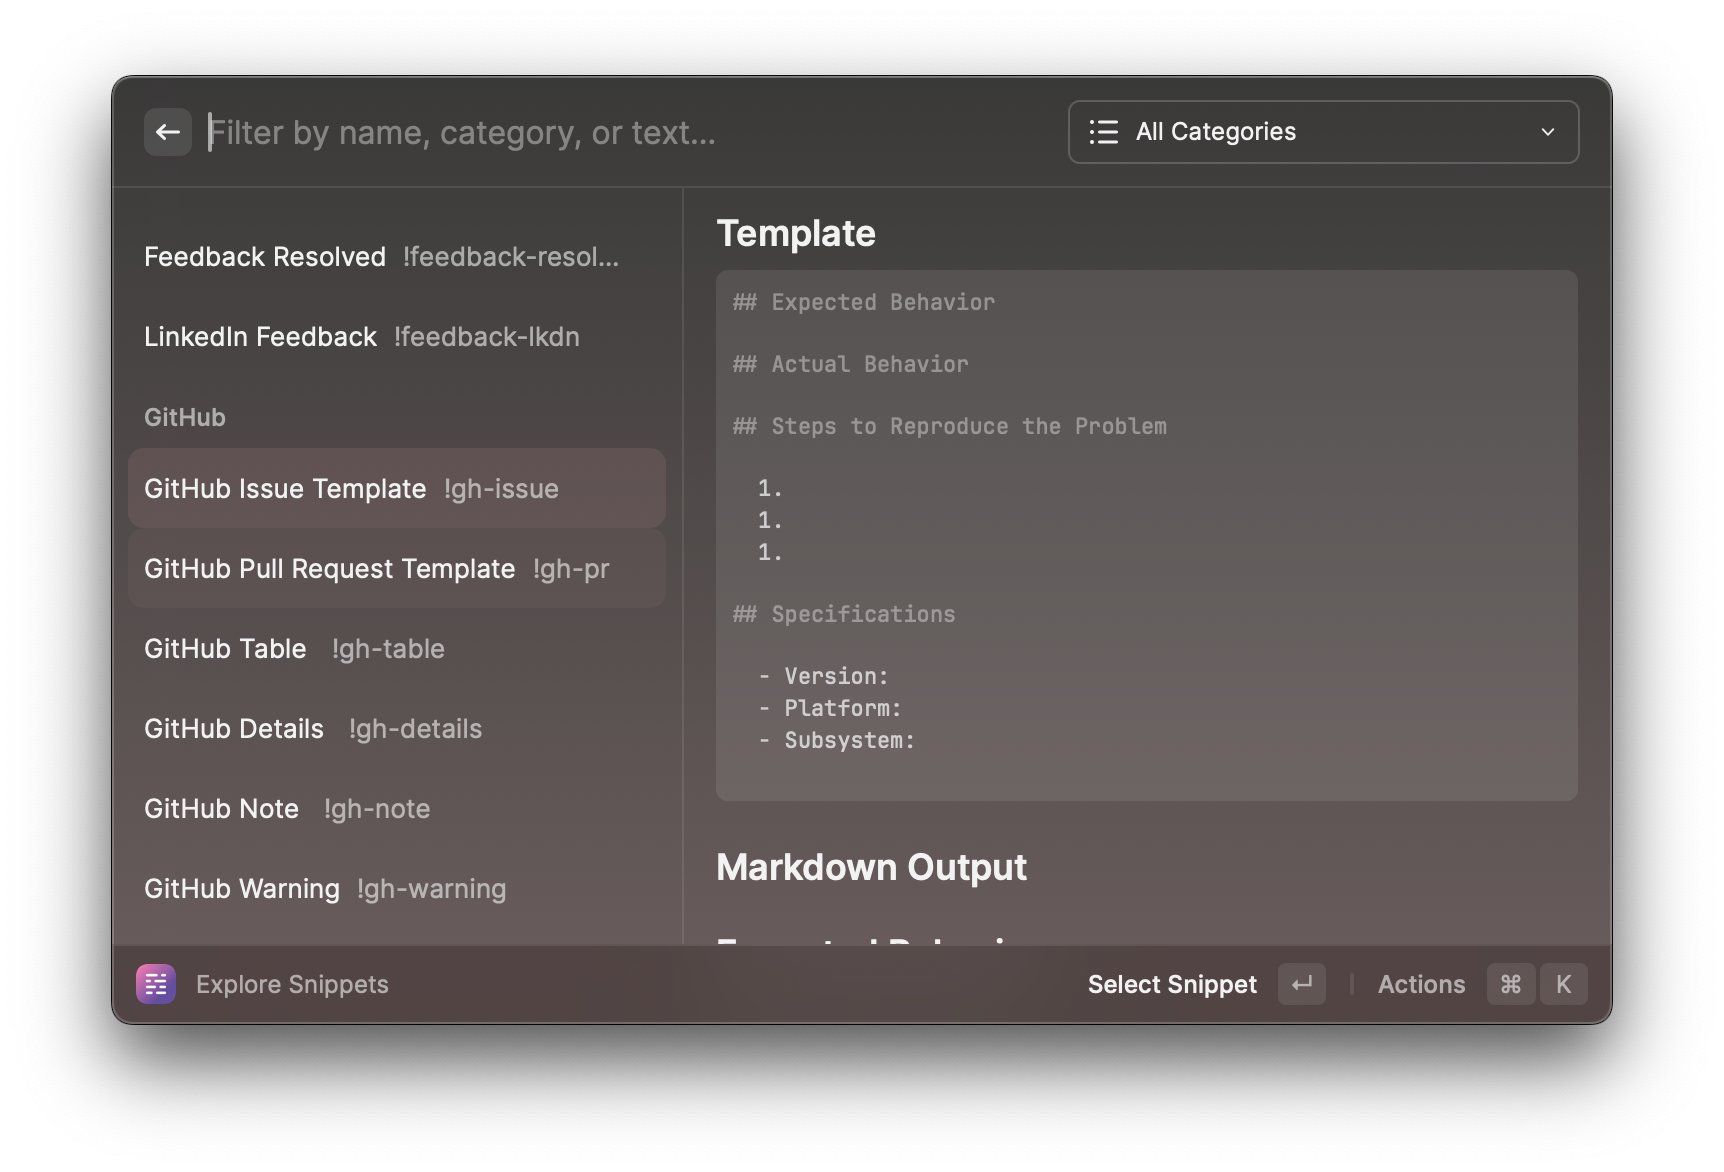 Filter by name, category, or text...
All Categories
Feedback Resolved !feedback-resol...
LinkedIn Feedback !feedback-lkdn
GitHub
GitHub Issue Template !gh-issue
GitHub Pull Request Template !gh-pr
GitHub Table !gh-table
GitHub Details !gh-details
GitHub Note !gh-note
GitHub Warning !gh-warning
Template
## Expected Behavior
## Actual Behavior
## Steps to Reproduce the Problem
1.
1.
1.
## Specifications
- Version:
- Platform:
- Subsystem:
Markdown Output
Explore Snippets
Select Snippet
Actions ⌘ K